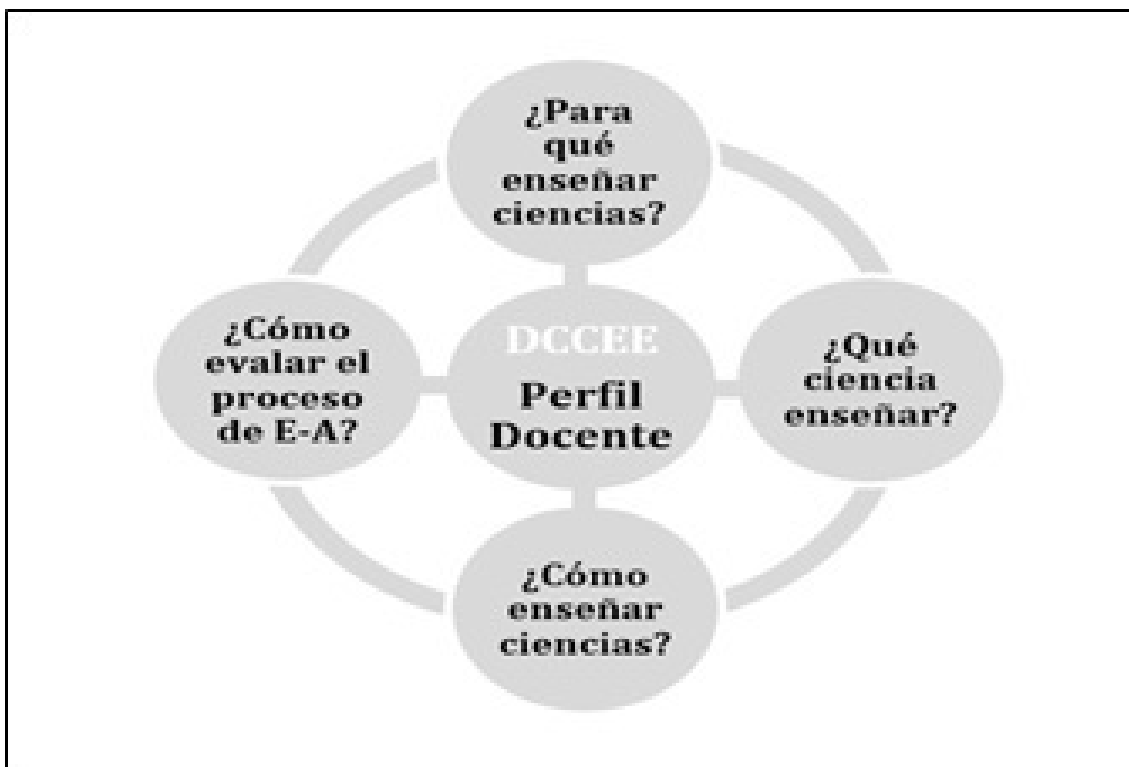 ¿Para
qué
enseñar
ciencias?
¿Cómo
evalar el
proceso
de E-A?
DCCEE
Perfil
Docente
¿Qué
ciencia
enseñar?
¿Cómo
enseñar
ciencias?